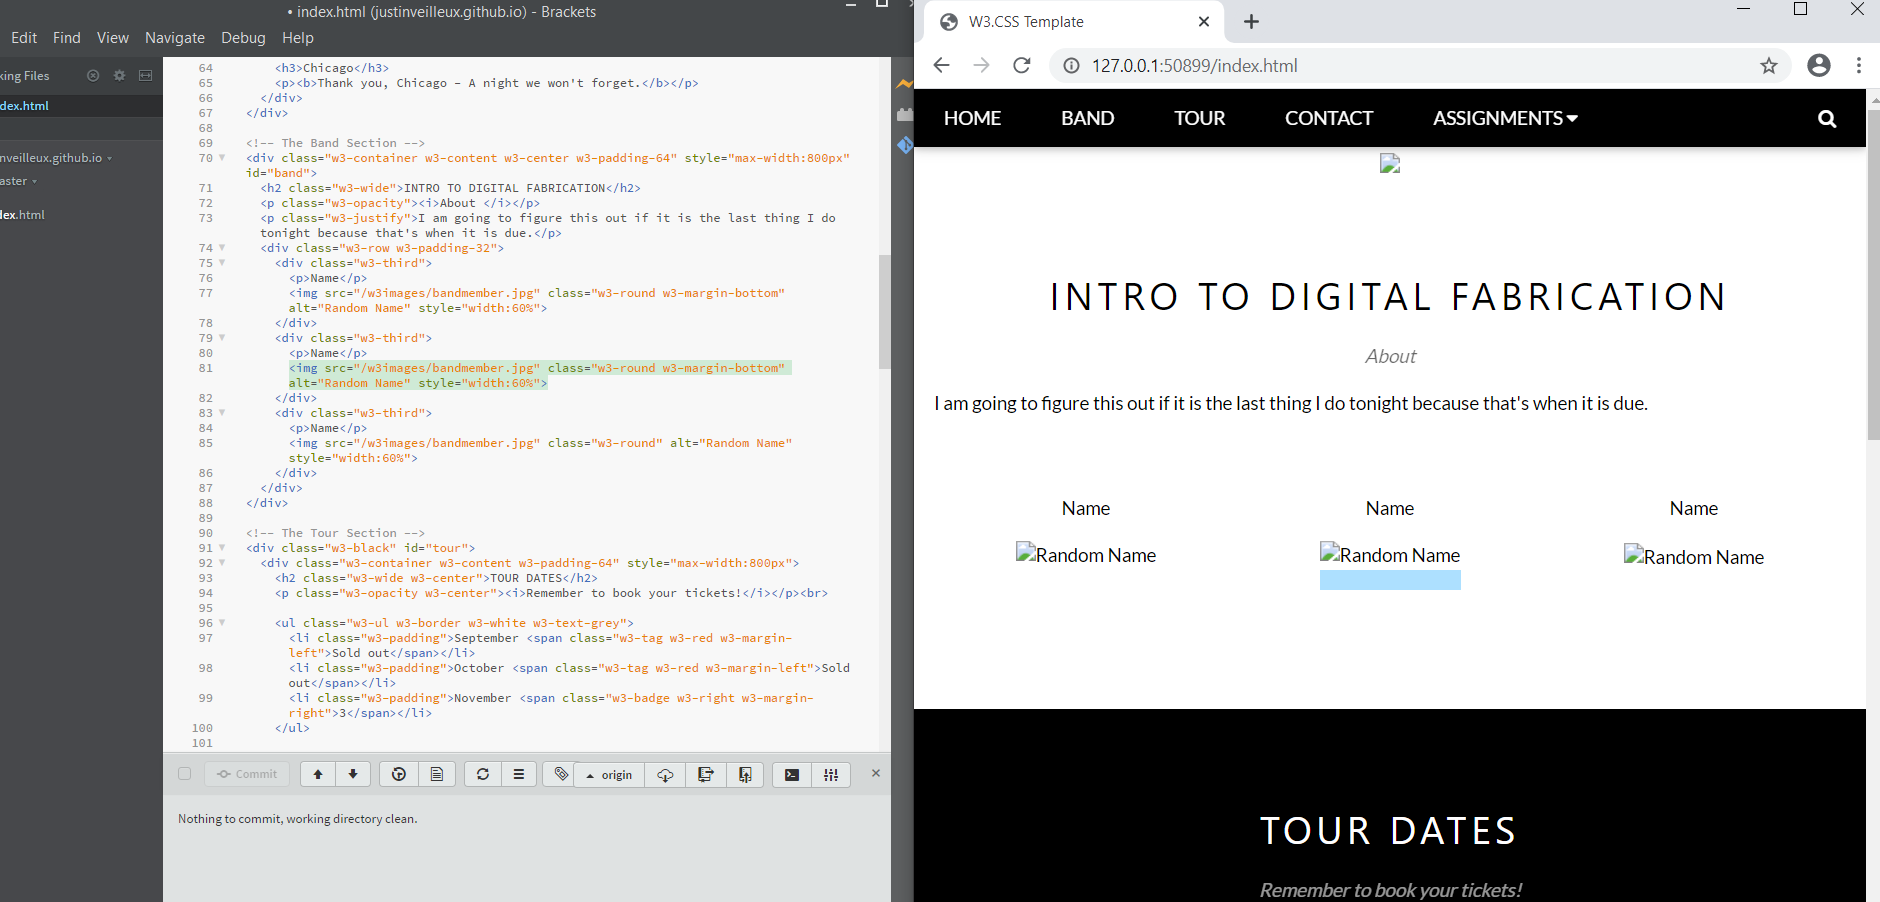 • index.html (justinveilleux.github.io) - Brackets
Edit Find View Navigate Debug Help
king Files
dex.html
nveilleux.github.io
aster
dex.html
64 <h3>Chicago</h3>
65 <p><b>Thank you, Chicago - A night we won't forget.</b></p>
66 </div>
67 </div>
68
69 <!-- The Band Section -->
70 <div class="w3-container w3-content w3-center w3-padding-64" style="max-width:800px"
id="band">
71 <h2 class="w3-wide">INTRO TO DIGITAL FABRICATION</h2>
72 <p class="w3-opacity"><i>About </i></p>
73 <p class="w3-justify">I am going to figure this out if it is the last thing I do
tonight because that's when it is due.</p>
74 <div class="w3-row w3-padding-32">
75 <div class="w3-third">
76 <p>Name</p>
77 <img src="/w3images/bandmember.jpg" class="w3-round w3-margin-bottom"
alt="Random Name" style="width:60%">
78 </div>
79 <div class="w3-third">
80 <p>Name</p>
81 <img src="/w3images/bandmember.jpg" class="w3-round w3-margin-bottom"
alt="Random Name" style="width:60%">
82 </div>
83 <div class="w3-third">
84 <p>Name</p>
85 <img src="/w3images/bandmember.jpg" class="w3-round" alt="Random Name"
style="width:60%">
86 </div>
87 </div>
88 </div>
89
90 <!-- The Tour Section -->
91 <div class="w3-black" id="tour">
92 <div class="w3-container w3-content w3-padding-64" style="max-width:800px">
93 <h2 class="w3-wide w3-center">TOUR DATES</h2>
94 <p class="w3-opacity w3-center"><i>Remember to book your tickets!</i></p><br>
95
96 <ul class="w3-ul w3-border w3-white w3-text-grey">
97 <li class="w3-padding">September <span class="w3-tag w3-red w3-margin-
left">Sold out</span></li>
98 <li class="w3-padding">October <span class="w3-tag w3-red w3-margin-left">Sold
out</span></li>
99 <li class="w3-padding">November <span class="w3-badge w3-right w3-margin-
right">3</span></li>
100 </ul>
101
Commit origin
Nothing to commit, working directory clean.
W3.CSS Template
127.0.0.1:50899/index.html
HOME BAND TOUR CONTACT ASSIGNMENTS
INTRO TO DIGITAL FABRICATION
About
I am going to figure this out if it is the last thing I do tonight because that's when it is due.
Name Name Name
Random Name Random Name Random Name
TOUR DATES
Remember to book your tickets!